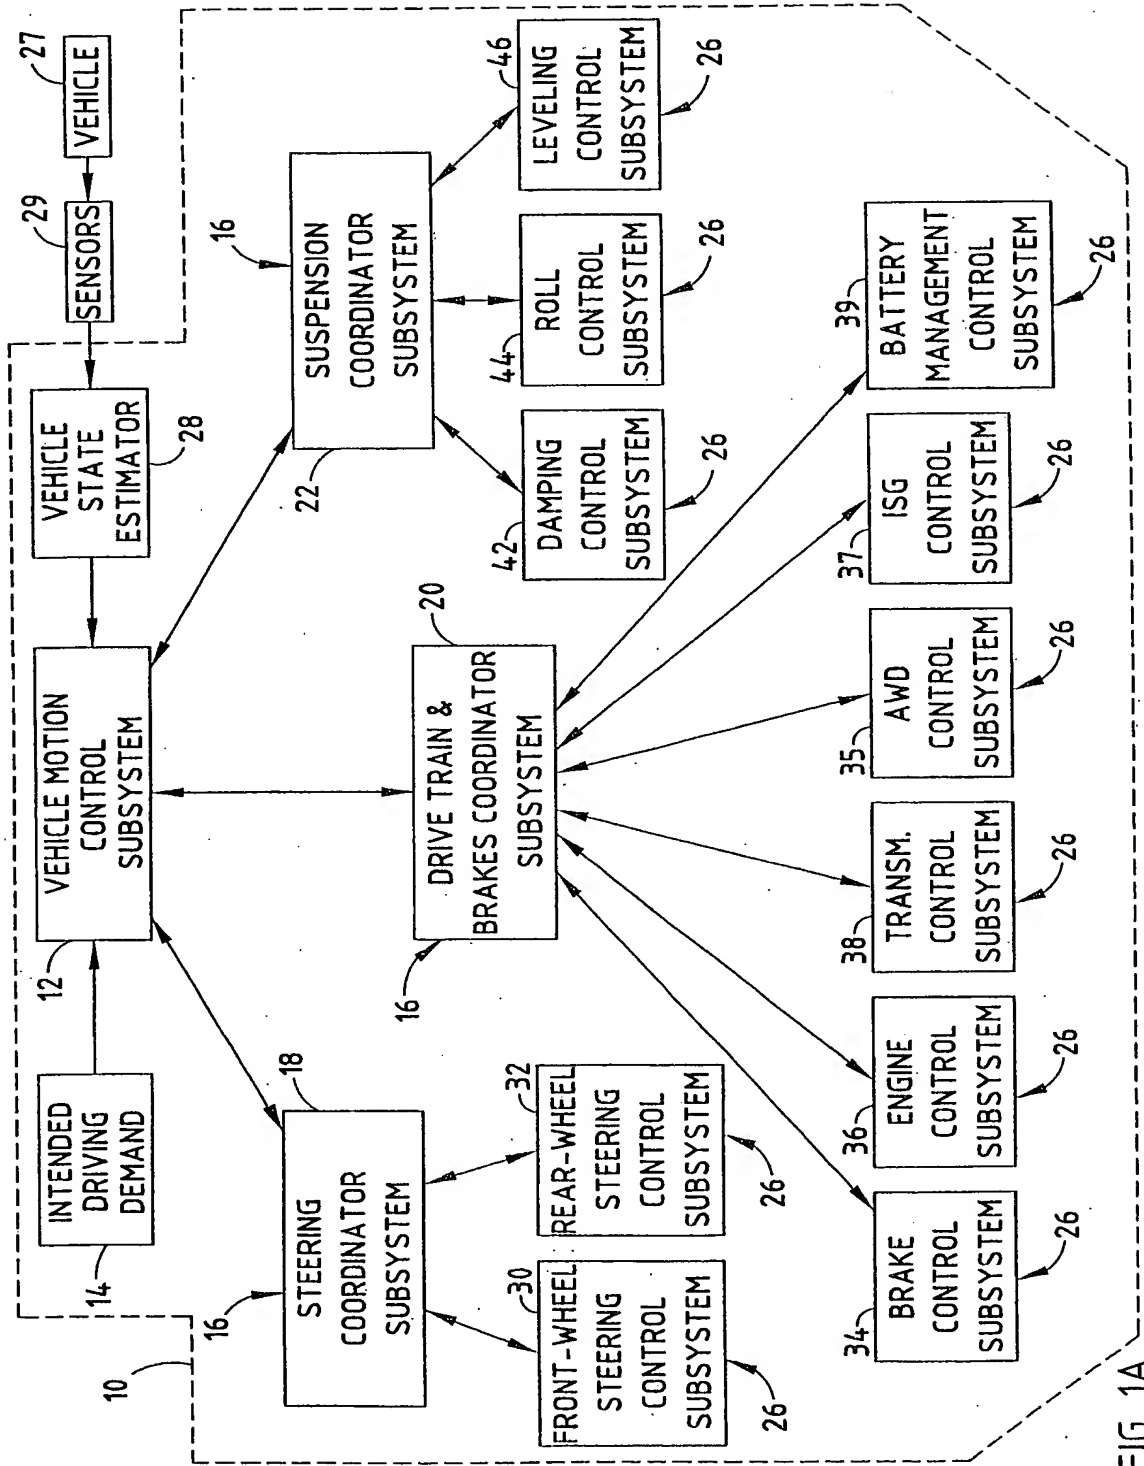 10
INTENDED
DRIVING
DEMAND
14
VEHICLE MOTION
CONTROL
SUBSYSTEM
12
VEHICLE
STATE
ESTIMATOR
28
SENSORS
29
VEHICLE
27
16
STEERING
COORDINATOR
SUBSYSTEM
18
16
DRIVE TRAIN &
BRAKES COORDINATOR
SUBSYSTEM
20
16
SUSPENSION
COORDINATOR
SUBSYSTEM
22
30
FRONT-WHEEL
STEERING
CONTROL
SUBSYSTEM
26
32
REAR-WHEEL
STEERING
CONTROL
SUBSYSTEM
26
42
DAMPING
CONTROL
SUBSYSTEM
26
44
ROLL
CONTROL
SUBSYSTEM
26
46
LEVELING
CONTROL
SUBSYSTEM
26
34
BRAKE
CONTROL
SUBSYSTEM
26
36
ENGINE
CONTROL
SUBSYSTEM
26
38
TRANSM.
CONTROL
SUBSYSTEM
26
35
AWD
CONTROL
SUBSYSTEM
26
37
ISG
CONTROL
SUBSYSTEM
26
39
BATTERY
MANAGEMENT
CONTROL
SUBSYSTEM
26
FIG. 1A